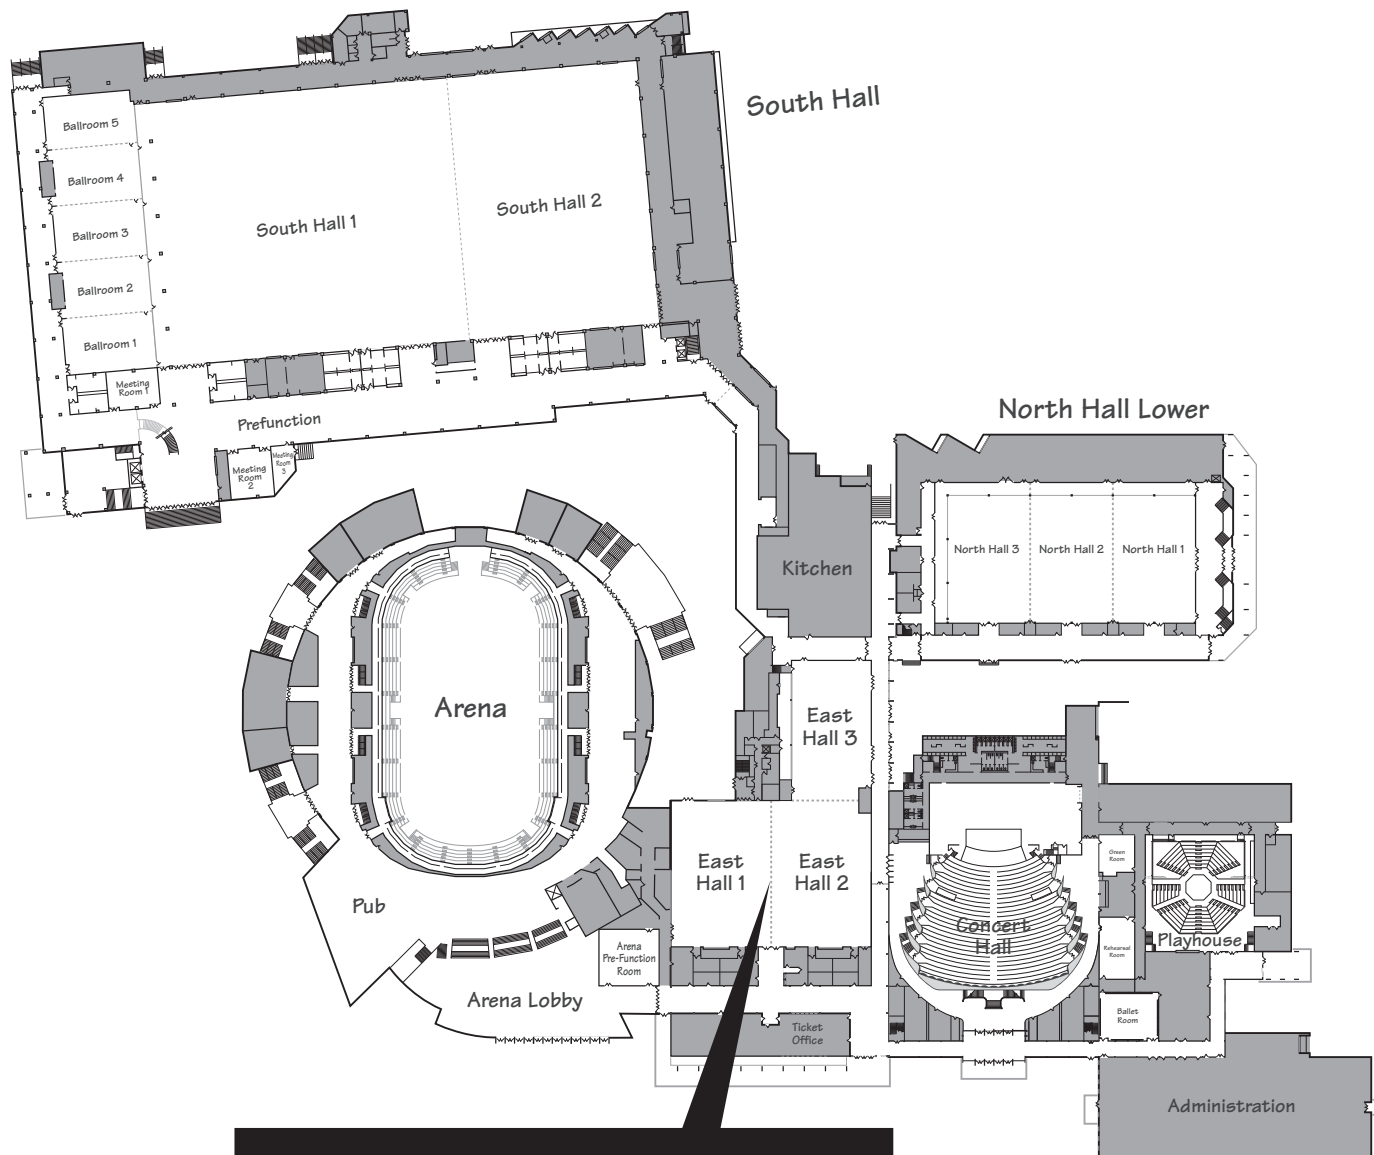 South Hall
Ballroom 5
Ballroom 4
Ballroom 3
Ballroom 2
Ballroom 1
South Hall 1
South Hall 2
Meeting
Room 1
Prefunction
Meeting
Room
2
Meeting
Room
3
North Hall Lower
North Hall 3
North Hall 2
North Hall 1
Kitchen
Arena
East
Hall 3
East
Hall 1
East
Hall 2
Pub
Arena
Pre-Function
Room
Arena Lobby
Ticket
Office
Concert
Hall
Green
Room
Rehearsal
Room
Playhouse
Ballet
Room
Administration